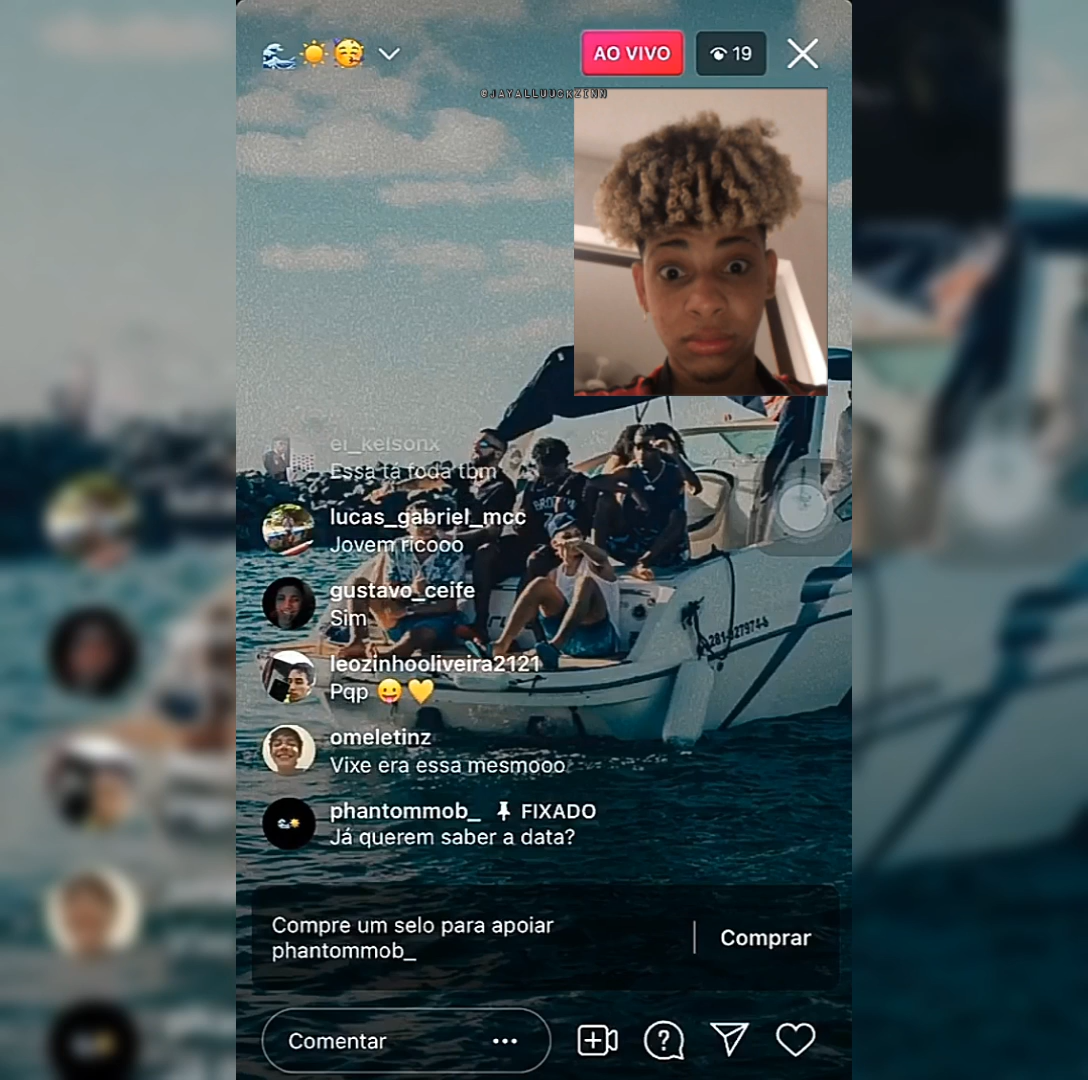 AO VIVO
19
@JAYALLUUCKZINN
ei_kelsonx
Essa tá foda tbm
lucas_gabriel_mcc
Jovem ricooo
gustavo_ceife
Sim
leozinhooliveira2121
Pqp 😛 💛
omeletinz
Vixe era essa mesmooo
phantommob_ FIXADO
Já querem saber a data?
Compre um selo para apoiar
phantommob_
Comprar
Comentar